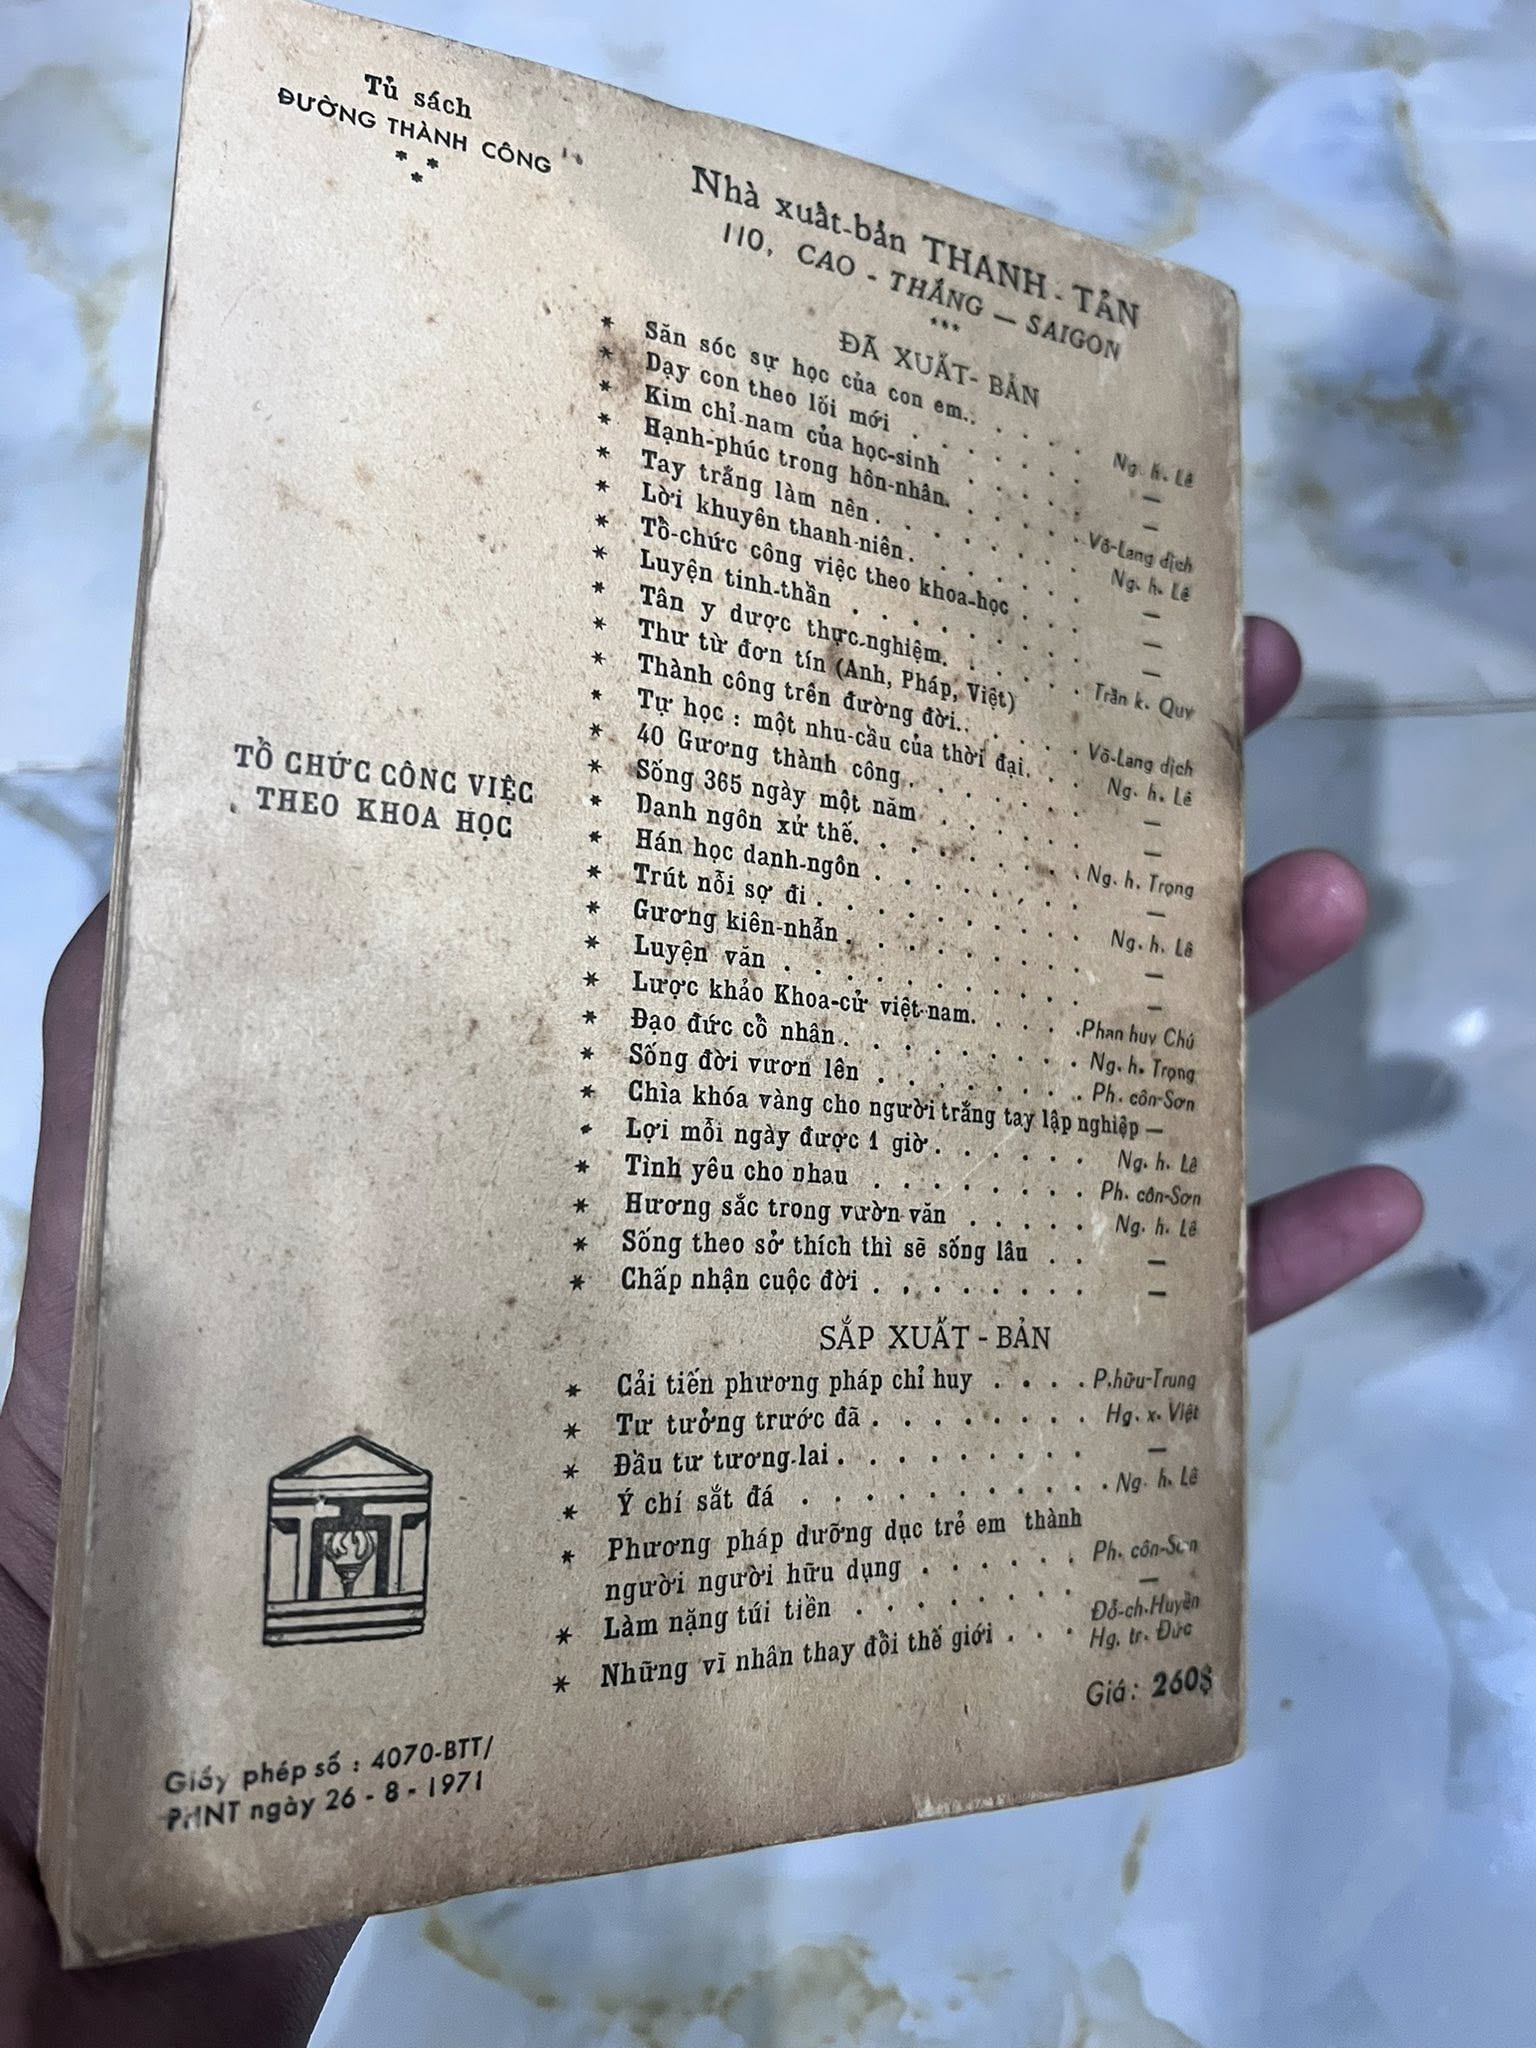 Tủ sách
ĐƯỜNG THÀNH CÔNG
* *
*
Nhà xuất-bản THANH-TÂN
110, CAO-THẮNG — SAIGON
***
ĐÃ XUẤT-BẢN
* Săn sóc sự học của con em. . . . . . Ng. h. Lê
* Dạy con theo lối mới . . . . . . —
* Kim chỉ-nam của học-sinh . . . . . —
* Hạnh-phúc trong hôn-nhân. . . . . . Võ-Lang dịch
* Tay trắng làm nên . . . . . . . Ng. h. Lê
* Lời khuyên thanh-niên . . . . . . —
* Tổ-chức công việc theo khoa-học . . . —
* Luyện tinh-thần . . . . . . . . —
* Tân y dược thực-nghiệm. . . . . . Trần k. Quy
* Thư từ đơn tín (Anh, Pháp, Việt)
* Thành công trên đường đời. . . . . . Võ-Lang dịch
* Tự học : một nhu-cầu của thời đại. . . Ng. h. Lê
* 40 Gương thành công . . . . . . —
* Sống 365 ngày một năm . . . . . —
* Danh ngôn xử thế. . . . . . . . Ng. h. Trọng
* Hán học danh-ngôn . . . . . . . —
* Trút nỗi sợ đi . . . . . . . . . Ng. h. Lê
* Gương kiên-nhẫn . . . . . . . . —
* Luyện văn . . . . . . . . . . —
* Lược khảo Khoa-cử việt-nam. . . . .Phan huy Chú
* Đạo đức cổ nhân . . . . . . . . Ng. h. Trọng
* Sống đời vươn lên . . . . . . . Ph. côn-Sơn
* Chìa khóa vàng cho người trắng tay lập nghiệp —
* Lợi mỗi ngày được 1 giờ . . . . . . Ng. h. Lê
* Tình yêu cho nhau . . . . . . . . Ph. côn-Sơn
* Hương sắc trong vườn văn . . . . . Ng. h. Lê
* Sống theo sở thích thì sẽ sống lâu . . —
* Chấp nhận cuộc đời . . . . . . . —
SẮP XUẤT-BẢN
* Cải tiến phương pháp chỉ huy . . . . P.hữu-Trung
* Tư tưởng trước đã . . . . . . . . Hg. x. Việt
* Đầu tư tương-lai . . . . . . . . —
* Ý chí sắt đá . . . . . . . . . . Ng. h. Lê
* Phương pháp dưỡng dục trẻ em thành
người người hữu dụng . . . . . . Ph. côn-Sơn
—
* Làm nặng túi tiền . . . . . . . . Đỗ-ch.Huyền
* Những vĩ nhân thay đổi thế giới . . . Hg. tr. Đức
Giá : 260$
TỔ CHỨC CÔNG VIỆC
THEO KHOA HỌC
Giấy phép số : 4070-BTT/
PHNT ngày 26 - 8 - 1971